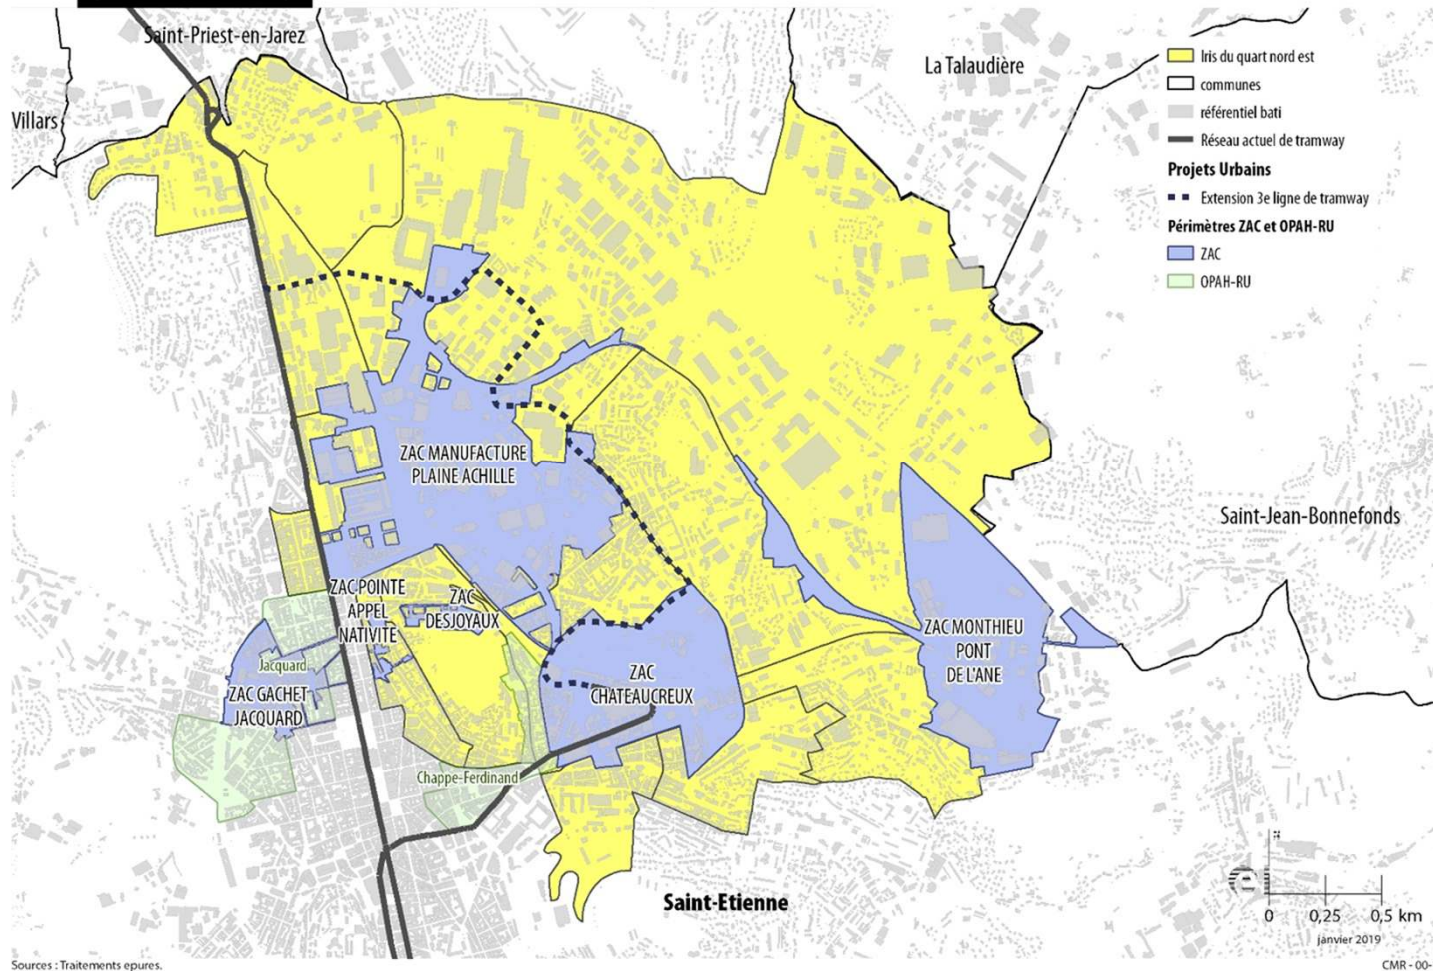 Saint-Priest-en-Jarez
Villars
La Talaudière
Iris du quart nord est
communes
référentiel bati
Réseau actuel de tramway
Projets Urbains
Extension 3e ligne de tramway
Périmètres ZAC et OPAH-RU
ZAC
OPAH-RU
ZAC MANUFACTURE
PLAINE ACHILLE
Saint-Jean-Bonnefonds
ZAC POINTE
APPEL
NATIVITÉ
ZAC
DESJOYAUX
Jacquard
ZAC GACHET
JACQUARD
ZAC
CHATEAUCREUX
ZAC MONTHIEU
PONT
DE L'ANE
Chappe-Ferdinand
Saint-Etienne
0 0,25 0,5 km
janvier 2019
Sources : Traitements epures.
CMR - 00-